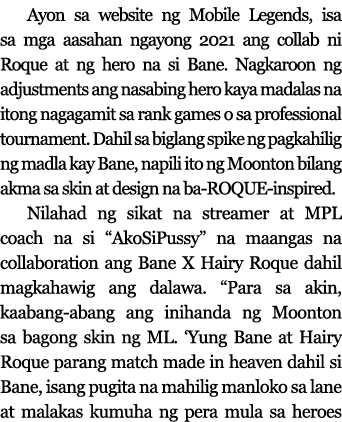 Ayon sa website ng Mobile Legends, isa
sa mga aasahan ngayong 2021 ang collab ni
Roque at ng hero na si Bane. Nagkaroon ng
adjustments ang nasabing hero kaya madalas na
itong nagagamit sa rank games o sa professional
tournament. Dahil sa biglang spike ng pagkahilig
ng madla kay Bane, napili ito ng Moonton bilang
akma sa skin at design na ba-ROQUE-inspired.
Nilahad ng sikat na streamer at MPL
coach na si “AkoSiPussy” na maangas na
collaboration ang Bane X Hairy Roque dahil
magkahawig ang dalawa. “Para sa akin,
kaabang-abang ang inihanda ng Moonton
sa bagong skin ng ML. ‘Yung Bane at Hairy
Roque parang match made in heaven dahil si
Bane, isang pugita na mahilig manloko sa lane
at malakas kumuha ng pera mula sa heroes